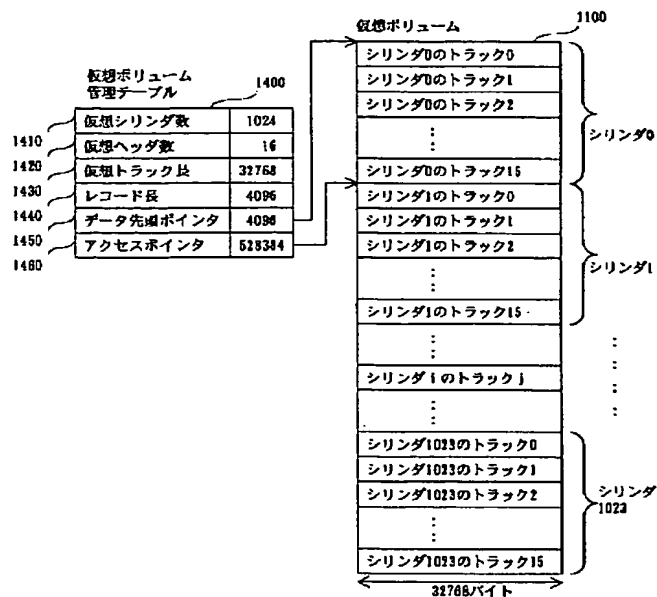 仮想ボリューム
1100
仮想ボリューム
管理テーブル
1400
仮想シリンダ数 1024
1410
仮想ヘッダ数 16
1420
仮想トラック長 32768
1430
レコード長 4096
1440
データ先頭ポインタ 4096
1450
アクセスポインタ 528384
1460
シリンダ0のトラック0
シリンダ0のトラック1
シリンダ0のトラック2
シリンダ0のトラック15
シリンダ0
シリンダ1のトラック0
シリンダ1のトラック1
シリンダ1のトラック2
シリンダ1のトラック15
シリンダ1
シリンダiのトラックj
シリンダ1023のトラック0
シリンダ1023のトラック1
シリンダ1023のトラック2
シリンダ1023のトラック15
シリンダ
1023
32768バイト